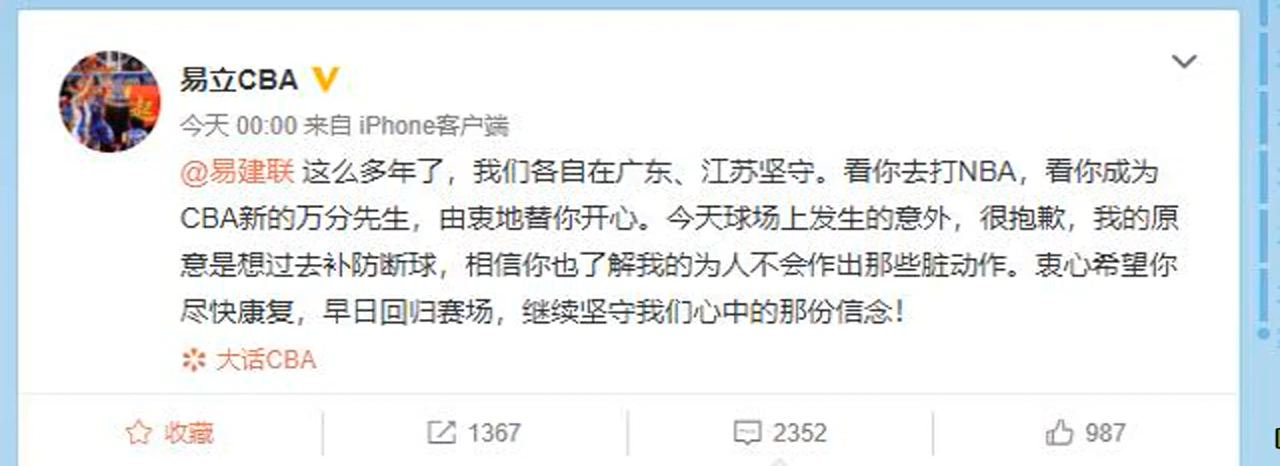 易立CBA
今天 00:00 来自 iPhone客户端
@易建联 这么多年了，我们各自在广东、江苏坚守。看你去打NBA，看你成为
CBA新的万分先生，由衷地替你开心。今天球场上发生的意外，很抱歉，我的原
意是想过去补防断球，相信你也了解我的为人不会作出那些脏动作。衷心希望你
尽快康复，早日回归赛场，继续坚守我们心中的那份信念！
大话CBA
收藏 1367 2352 987